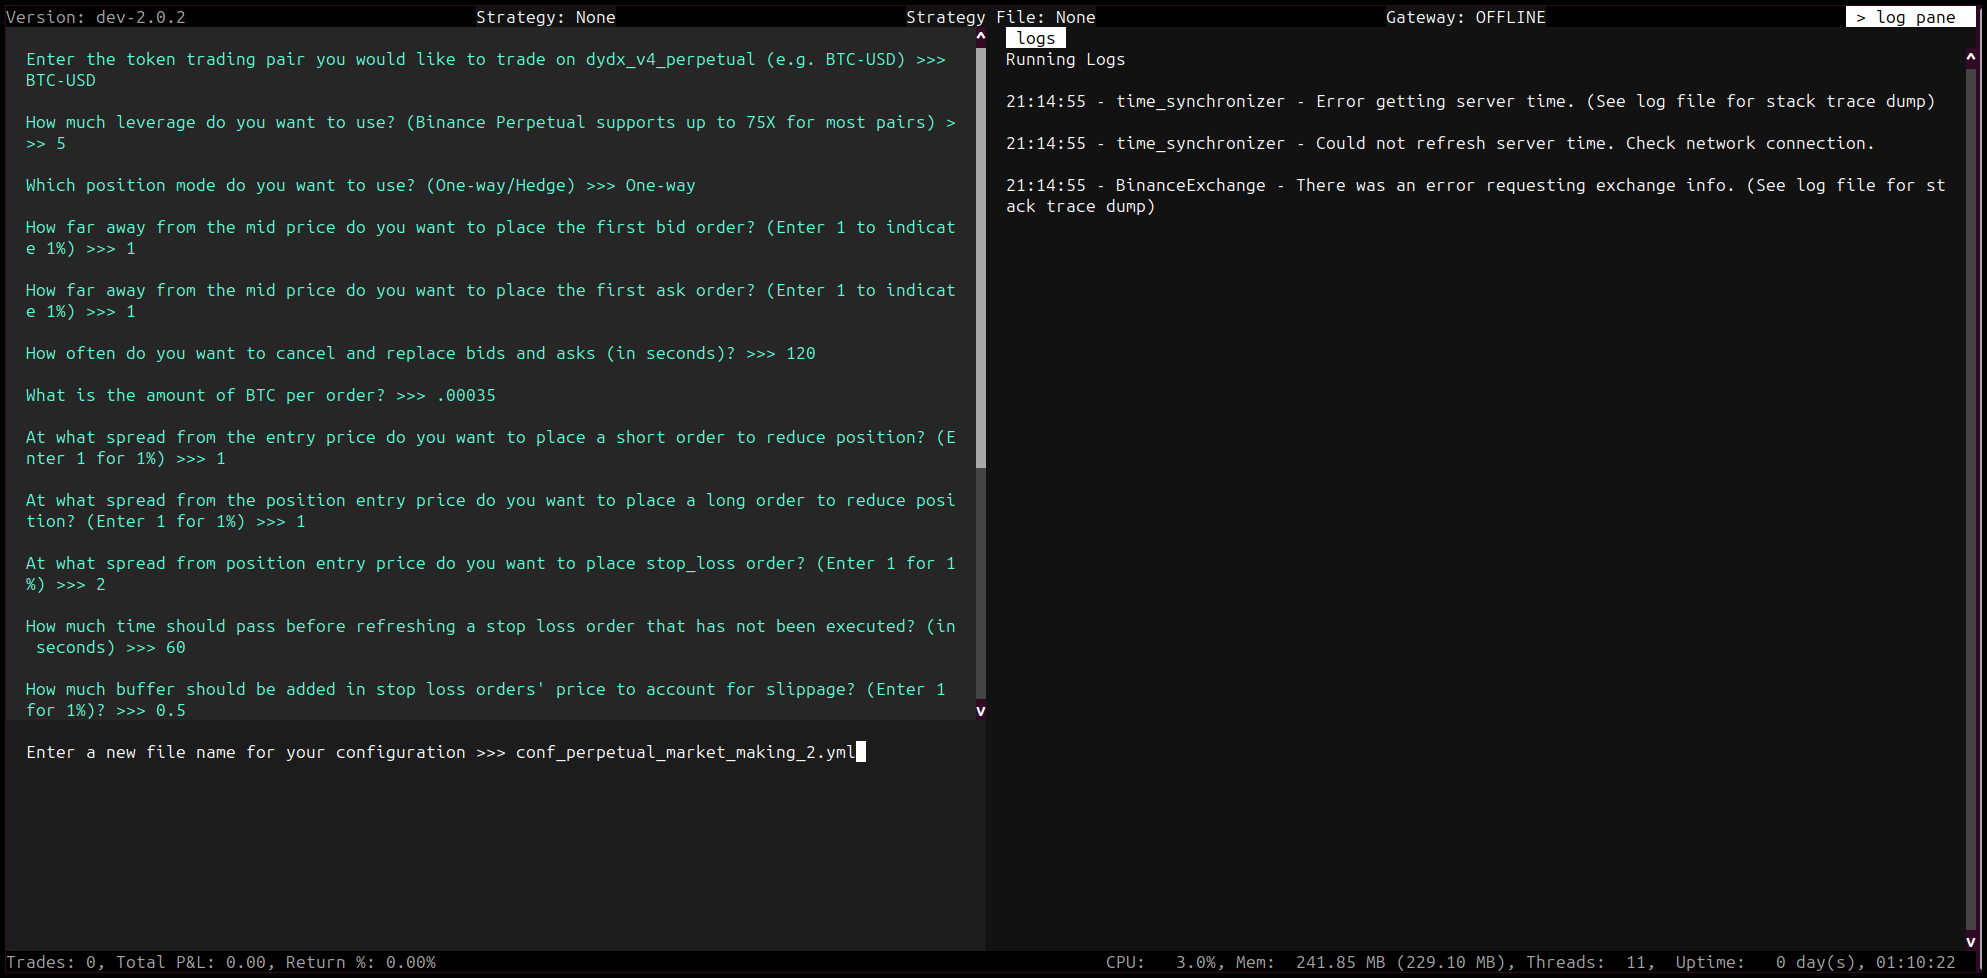 Version: dev-2.0.2 Strategy: None Strategy File: None Gateway: OFFLINE > log pane
Enter the token trading pair you would like to trade on dydx_v4_perpetual (e.g. BTC-USD) >>>
BTC-USD
How much leverage do you want to use? (Binance Perpetual supports up to 75X for most pairs) >
>> 5
Which position mode do you want to use? (One-way/Hedge) >>> One-way
How far away from the mid price do you want to place the first bid order? (Enter 1 to indicat
e 1%) >>> 1
How far away from the mid price do you want to place the first ask order? (Enter 1 to indicat
e 1%) >>> 1
How often do you want to cancel and replace bids and asks (in seconds)? >>> 120
What is the amount of BTC per order? >>> .00035
At what spread from the entry price do you want to place a short order to reduce position? (E
nter 1 for 1%) >>> 1
At what spread from the position entry price do you want to place a long order to reduce posi
tion? (Enter 1 for 1%) >>> 1
At what spread from position entry price do you want to place stop_loss order? (Enter 1 for 1
%) >>> 2
How much time should pass before refreshing a stop loss order that has not been executed? (in
seconds) >>> 60
How much buffer should be added in stop loss orders' price to account for slippage? (Enter 1
for 1%)? >>> 0.5
^
v
Enter a new file name for your configuration >>> conf_perpetual_market_making_2.yml
logs
Running Logs
21:14:55 - time_synchronizer - Error getting server time. (See log file for stack trace dump)
21:14:55 - time_synchronizer - Could not refresh server time. Check network connection.
21:14:55 - BinanceExchange - There was an error requesting exchange info. (See log file for st
ack trace dump)
^
v
Trades: 0, Total P&L: 0.00, Return %: 0.00% CPU: 3.0%, Mem: 241.85 MB (229.10 MB), Threads: 11, Uptime: 0 day(s), 01:10:22